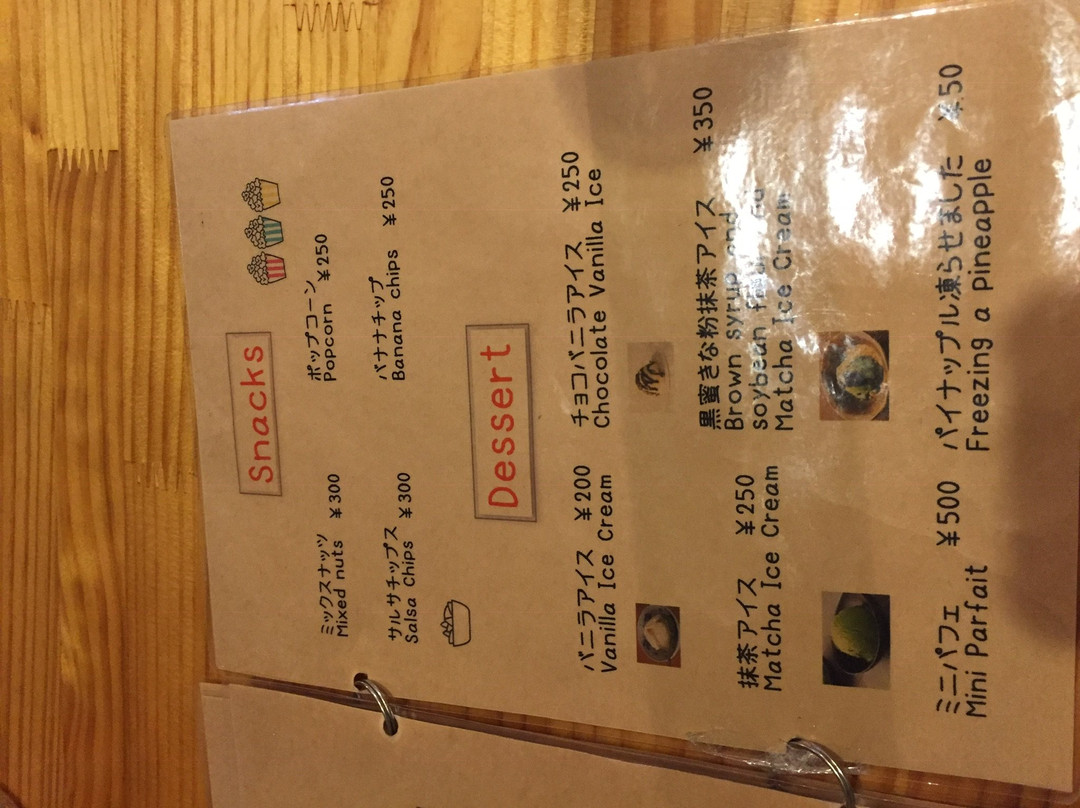 Snacks
ミックスナッツ ¥300
Mixed nuts
ポップコーン
Popcorn ¥250
サルサチップス
Salsa Chips ¥300
バナナチップ
Banana chips ¥250
Dessert
バニラアイス ¥200
Vanilla Ice Cream
チョコバニラアイス ¥250
Chocolate Vanilla Ice
抹茶アイス ¥250
Matcha Ice Cream
黒蜜きな粉抹茶アイス ¥350
Brown syrup and
soybean
Matcha Ice Cream
ミニパフェ ¥500
Mini Parfait
パイナップル凍らせました ¥50
Freezing a pineapple